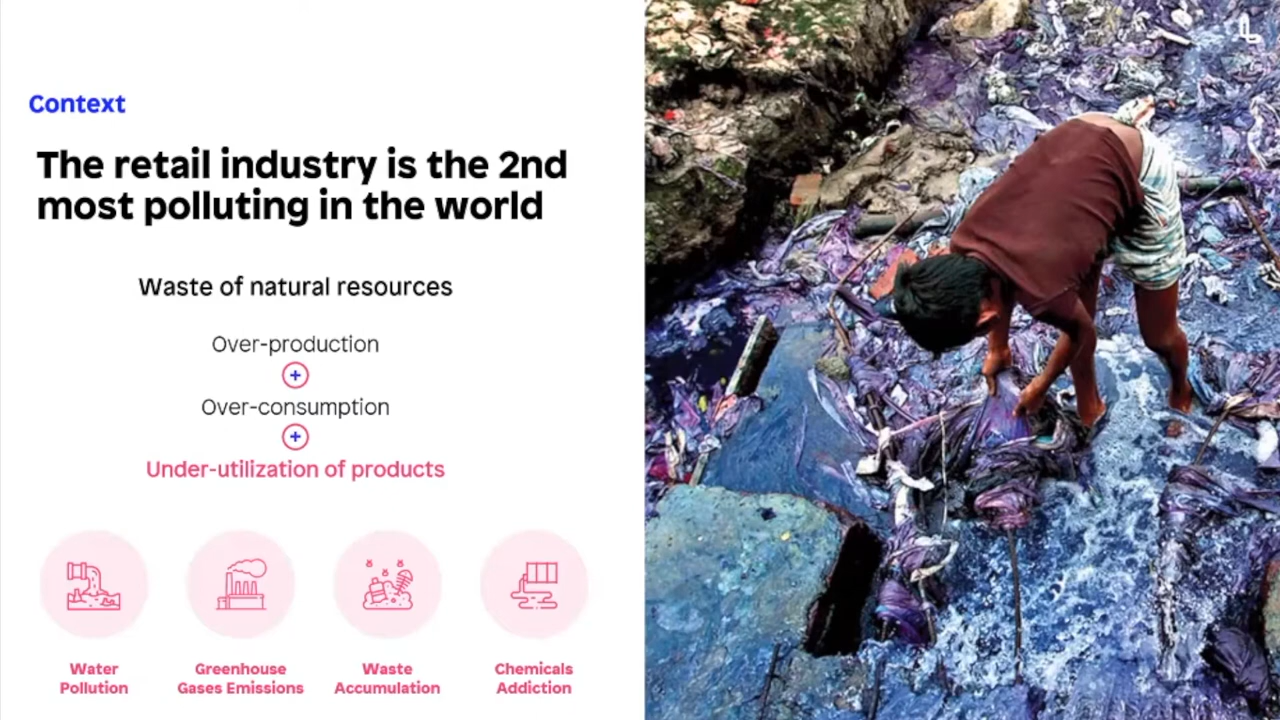 Context
The retail industry is the 2nd
most polluting in the world
Waste of natural resources
Over-production
+
Over-consumption
+
Under-utilization of products
Water
Pollution
Greenhouse
Gases Emissions
Waste
Accumulation
Chemicals
Addiction